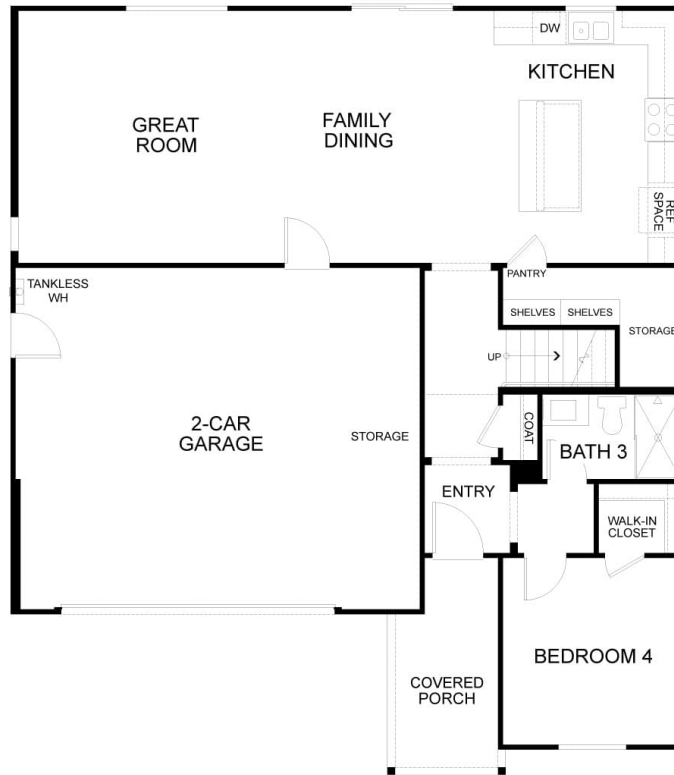 DW
KITCHEN
GREAT
ROOM
FAMILY
DINING
REF
SPACE
PANTRY
TANKLESS
WH
SHELVES
SHELVES
STORAGE
UP
2-CAR
GARAGE
STORAGE
COAT
BATH 3
ENTRY
WALK-IN
CLOSET
BEDROOM 4
COVERED
PORCH